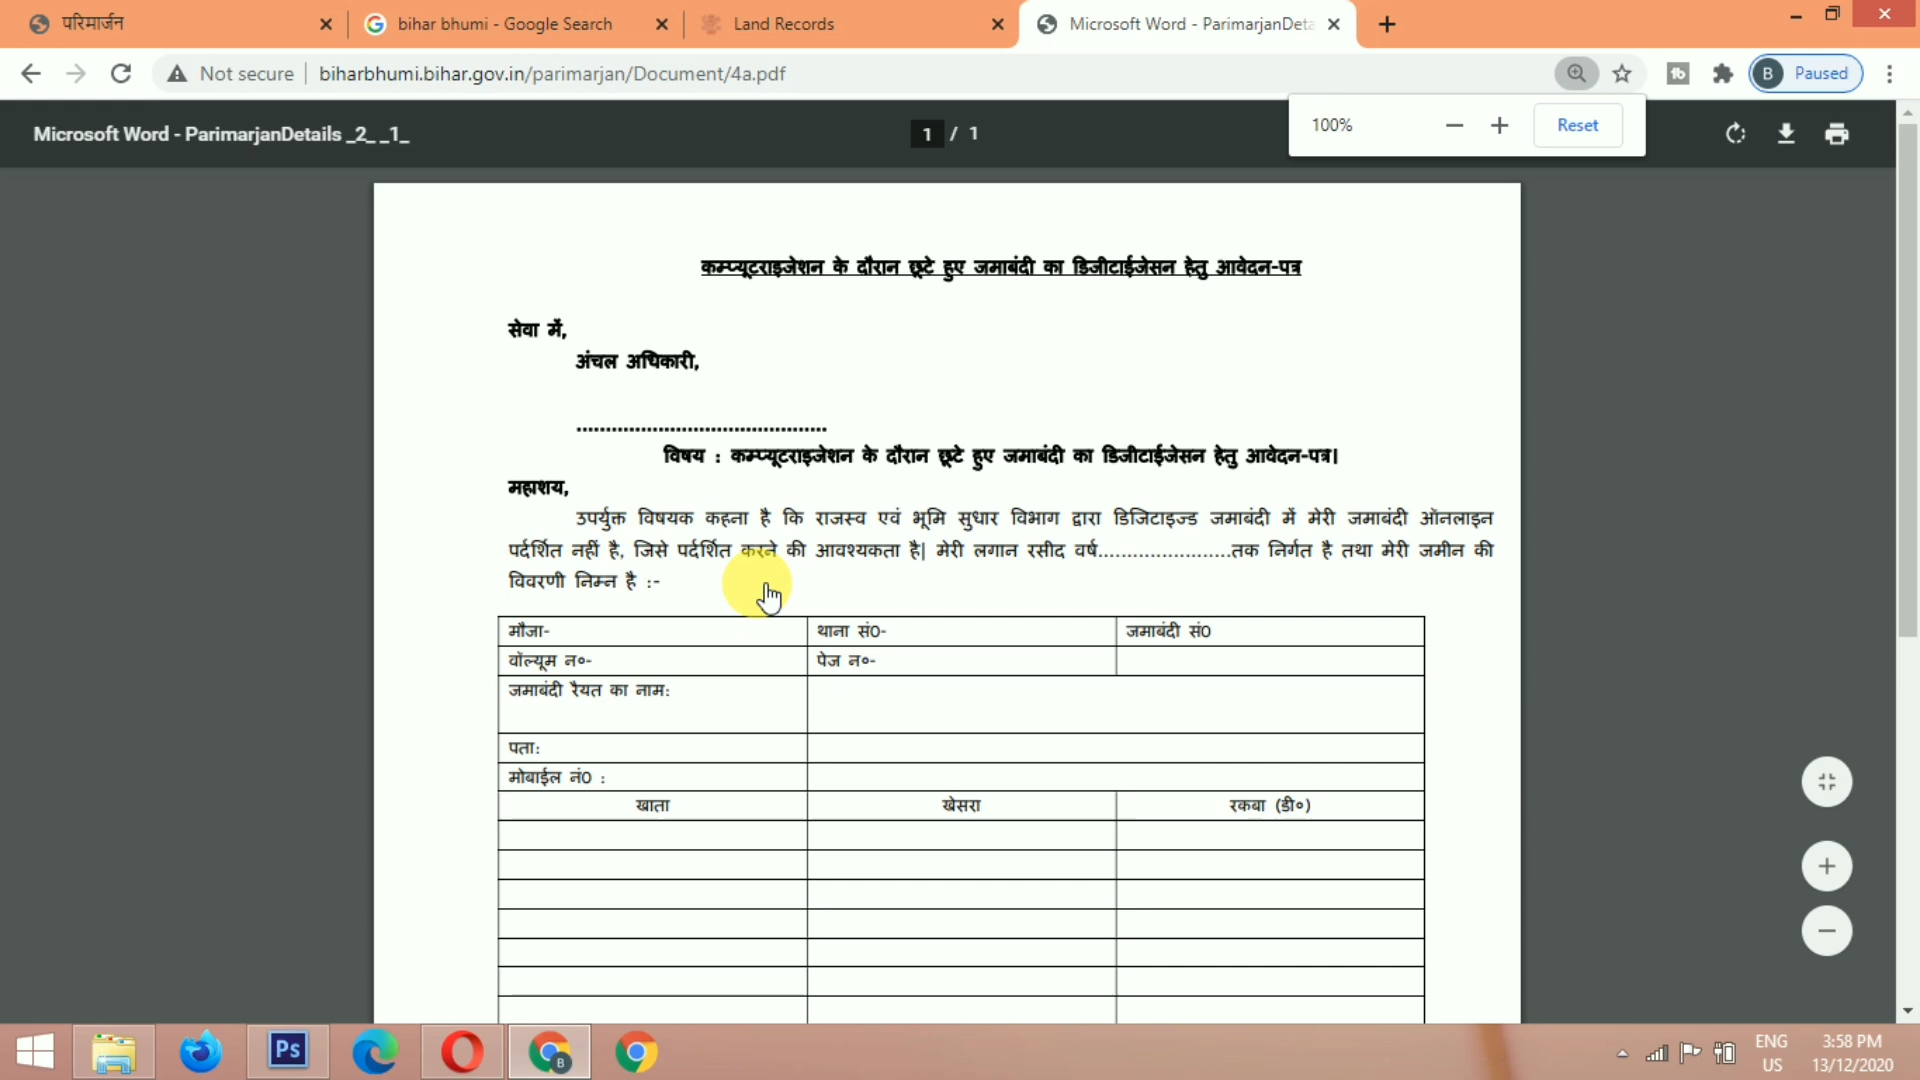 परिमार्जन
bihar bhumi - Google Search
Land Records
Microsoft Word - ParimarjanDeta
Not secure
biharbhumi.bihar.gov.in/parimarjan/Document/4a.pdf
B Paused
Microsoft Word - ParimarjanDetails _2_ _1_
1 / 1
100%
Reset
कम्प्यूटराइजेशन के दौरान छूटे हुए जमाबंदी का डिजीटाईजेसन हेतु आवेदन-पत्र
सेवा में,
अंचल अधिकारी,
...........................................
विषय : कम्प्यूटराइजेशन के दौरान छूटे हुए जमाबंदी का डिजीटाईजेसन हेतु आवेदन-पत्र|
महाशय,
उपर्युक्त विषयक कहना है कि राजस्व एवं भूमि सुधार विभाग द्वारा डिजिटाइज्ड जमाबंदी में मेरी जमाबंदी ऑनलाइन
पर्दर्शित नहीं है, जिसे पर्दर्शित करने की आवश्यकता है| मेरी लगान रसीद वर्ष.......................तक निर्गत है तथा मेरी जमीन की
विवरणी निम्न है :-
मौजा- थाना सं0- जमाबंदी सं0
वॉल्यूम न०- पेज न०-
जमाबंदी रैयत का नाम:
पता:
मोबाईल नं0 :
खाता खेसरा रकबा (डी०)
Ps
B
ENG 3:58 PM
US 13/12/2020